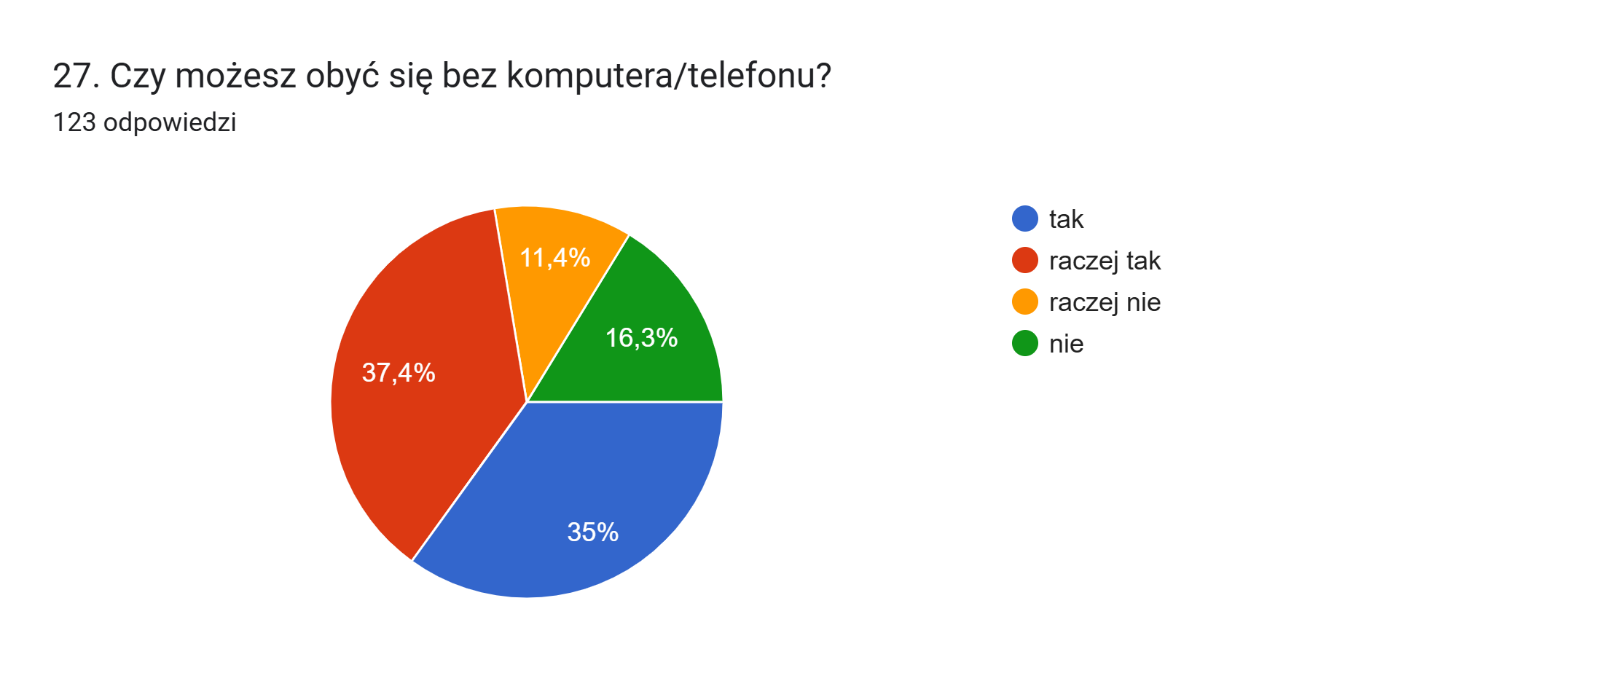 27. Czy możesz obyć się bez komputera/telefonu?
123 odpowiedzi
11,4%
16,3%
37,4%
35%
tak
raczej tak
raczej nie
nie